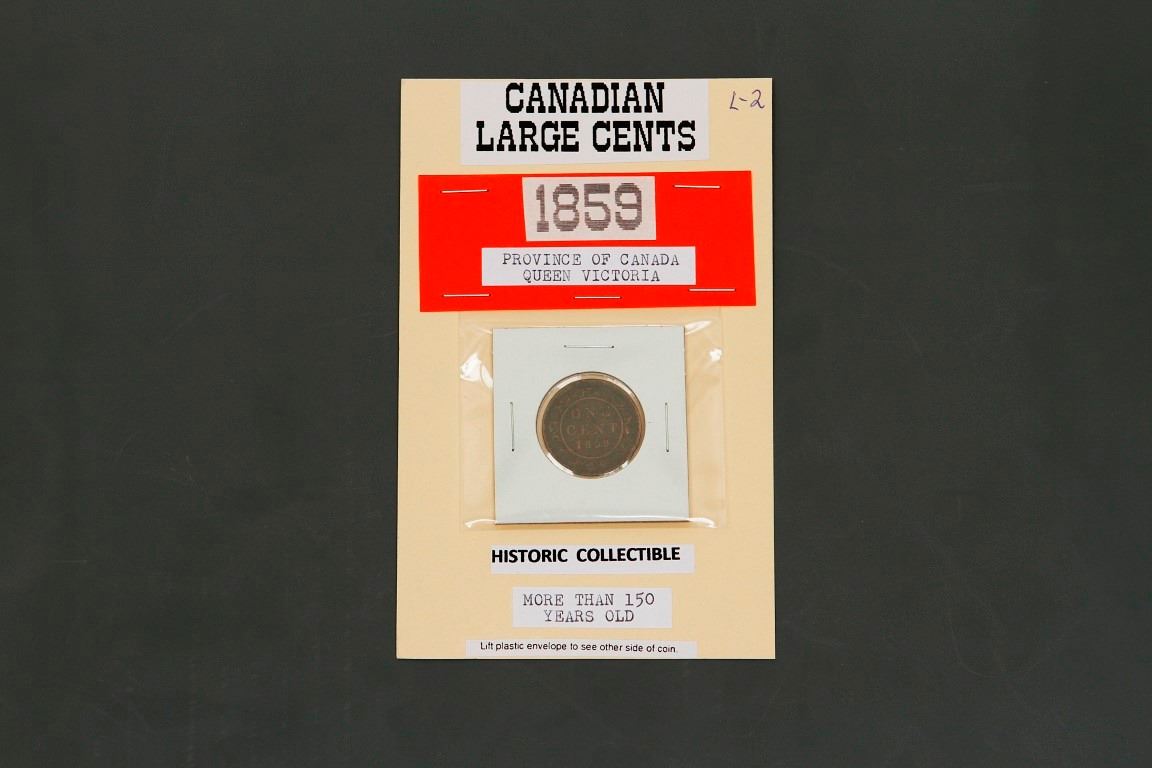 CANADIAN
LARGE CENTS
L-2
1859
PROVINCE OF CANADA
QUEEN VICTORIA
ONE
CENT
1859
HISTORIC COLLECTIBLE
MORE THAN 150
YEARS OLD
Lift plastic envelope to see other side of coin.